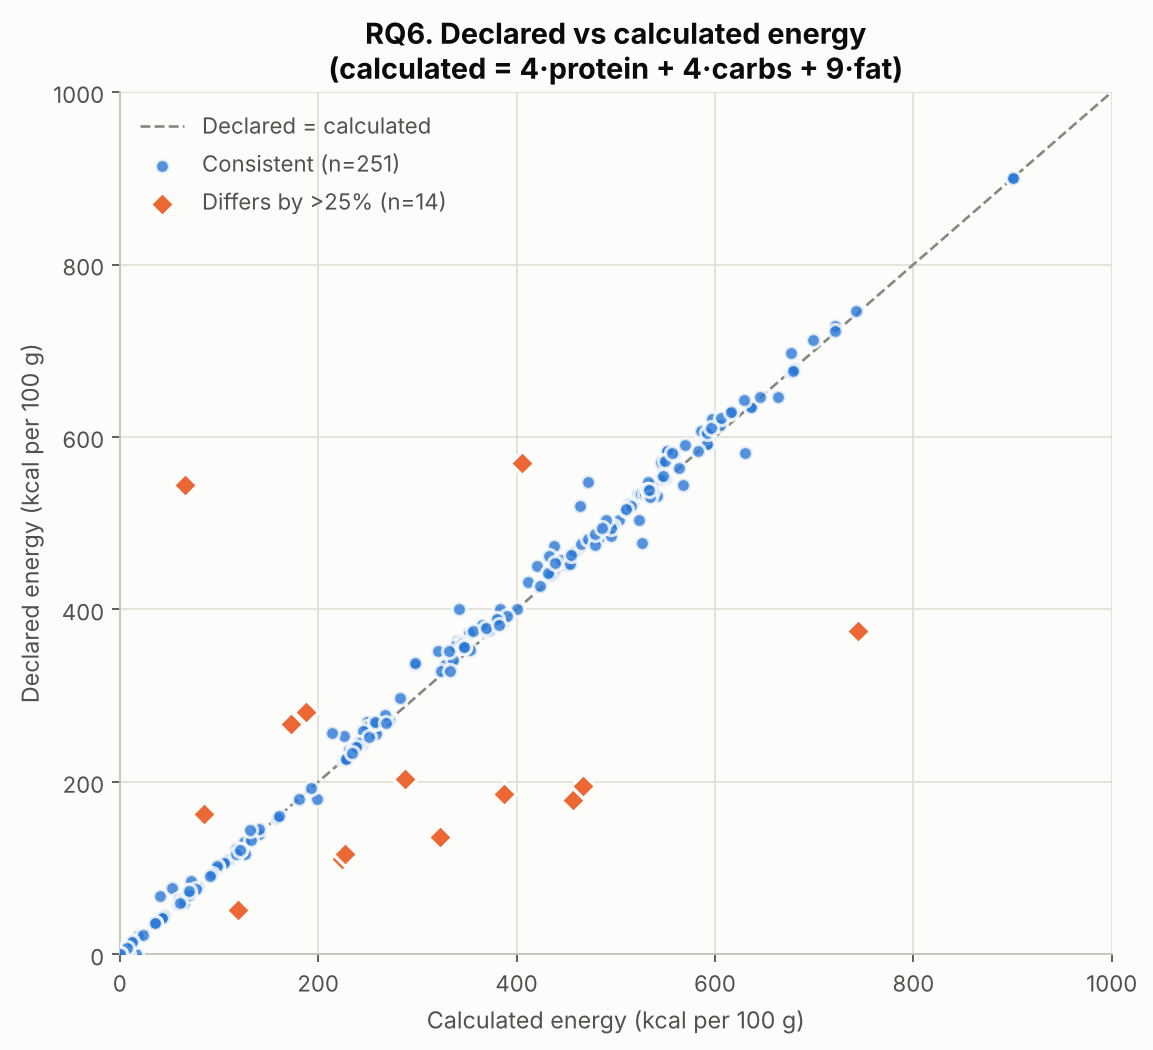 RQ6. Declared vs calculated energy
(calculated = 4·protein + 4·carbs + 9·fat)
1000
800
600
400
200
0
Declared energy (kcal per 100 g)
Declared = calculated
Consistent (n=251)
Differs by >25% (n=14)
0 200 400 600 800 1000
Calculated energy (kcal per 100 g)